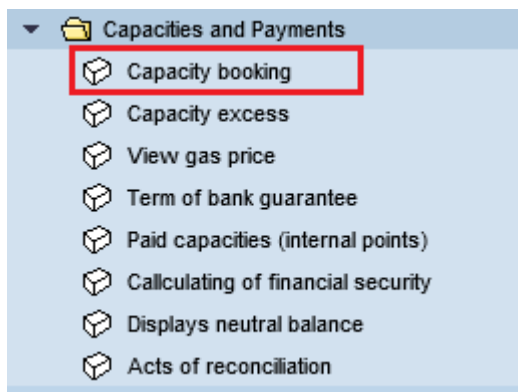 Capacities and Payments
Capacity booking
Capacity excess
View gas price
Term of bank guarantee
Paid capacities (internal points)
Callculating of financial security
Displays neutral balance
Acts of reconciliation